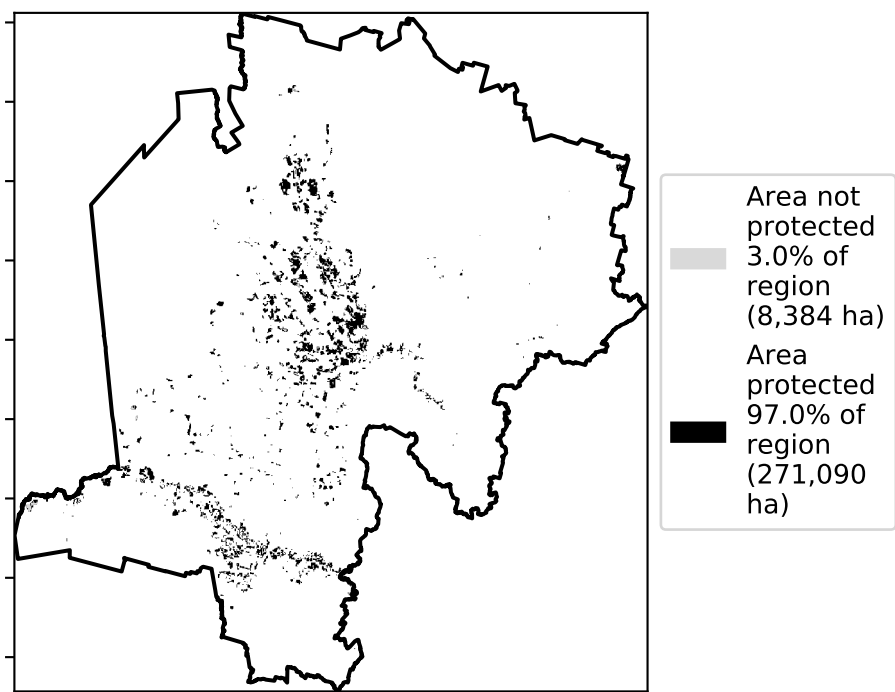 Area not
protected
3.0% of
region
(8,384 ha)
Area
protected
97.0% of
region
(271,090
ha)